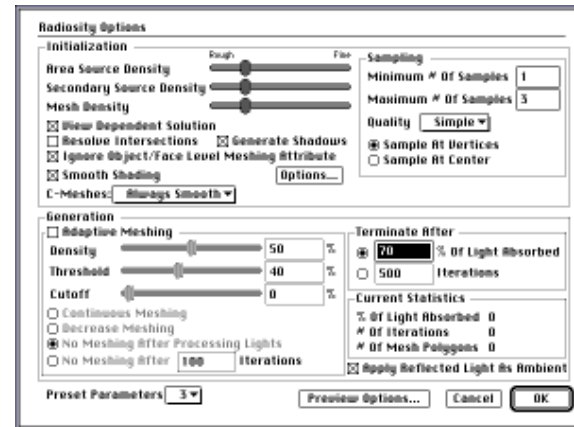 Radiosity Options
Initialization
Rough Fine
Area Source Density
Secondary Source Density
Mesh Density
View Dependent Solution
Resolve Intersections Generate Shadows
Ignore Object/Face Level Meshing Attribute
Smooth Shading Options...
C-Meshes: Always Smooth
Sampling
Minimum # Of Samples 1
Maximum # Of Samples 3
Quality Simple
Sample At Vertices
Sample At Center
Generation
Adaptive Meshing
Density 50 %
Threshold 40 %
Cutoff 0 %
Continuous Meshing
Decrease Meshing
No Meshing After Processing Lights
No Meshing After 100 Iterations
Terminate After
70 % Of Light Absorbed
500 Iterations
Current Statistics
% Of Light Absorbed 0
# Of Iterations 0
# Of Mesh Polygons 0
Apply Reflected Light As Ambient
Preset Parameters 3
Preview Options... Cancel OK